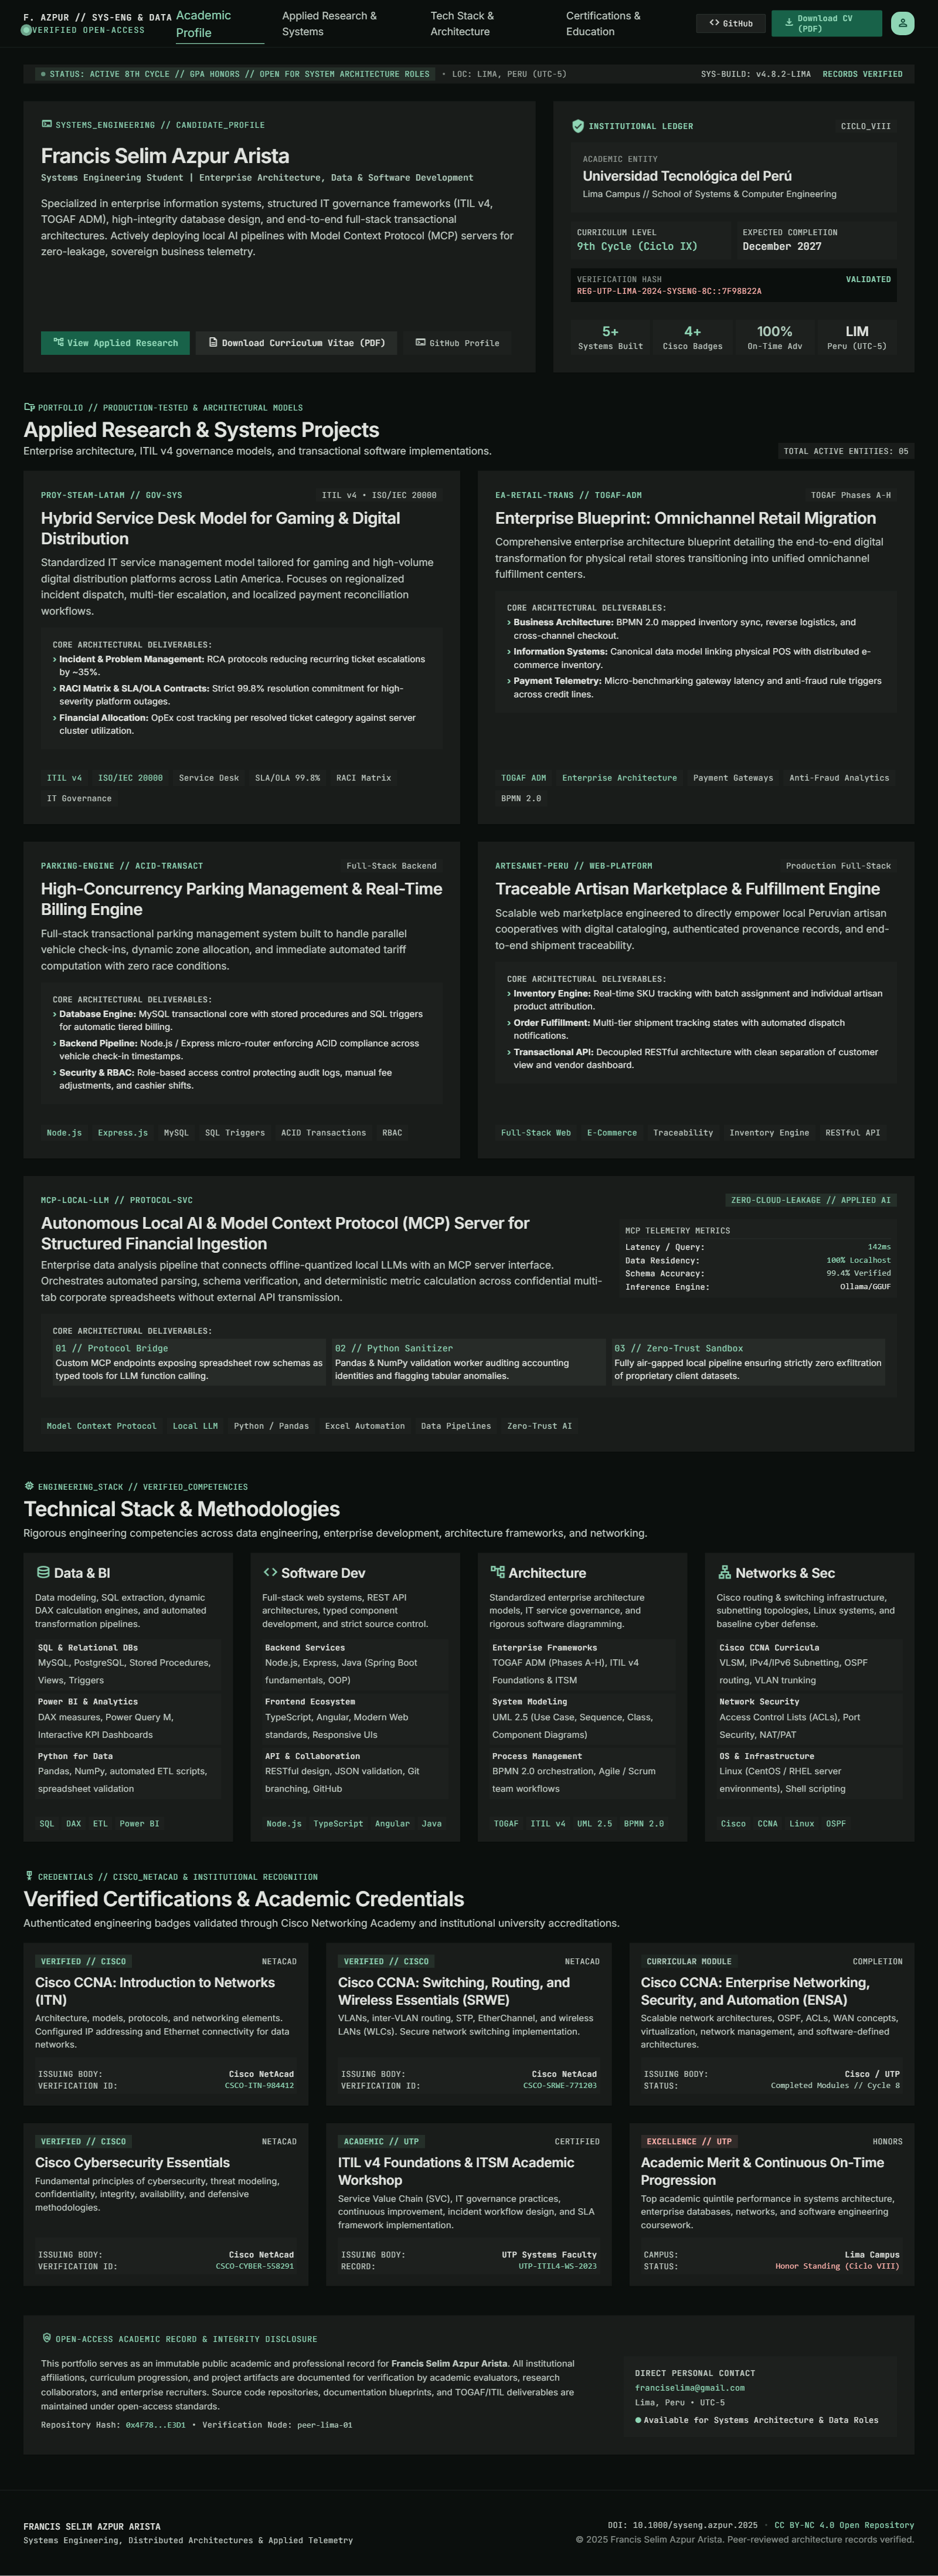 F. AZPUR // SYS-ENG & DATA
VERIFIED OPEN-ACCESS
Academic
Profile
Applied Research &
Systems
Tech Stack &
Architecture
Certifications &
Education
GitHub
Download CV
(PDF)
STATUS: ACTIVE 8TH CYCLE // GPA HONORS // OPEN FOR SYSTEM ARCHITECTURE ROLES • LOC: LIMA, PERU (UTC-5) SYS-BUILD: v4.8.2-LIMA RECORDS VERIFIED
SYSTEMS_ENGINEERING // CANDIDATE_PROFILE
Francis Selim Azpur Arista
Systems Engineering Student | Enterprise Architecture, Data & Software Development
Specialized in enterprise information systems, structured IT governance frameworks (ITIL v4,
TOGAF ADM), high-integrity database design, and end-to-end full-stack transactional
architectures. Actively deploying local AI pipelines with Model Context Protocol (MCP) servers for
zero-leakage, sovereign business telemetry.
View Applied Research Download Curriculum Vitae (PDF) GitHub Profile
INSTITUTIONAL LEDGER CICLO_VIII
ACADEMIC ENTITY
Universidad Tecnológica del Perú
Lima Campus // School of Systems & Computer Engineering
CURRICULUM LEVEL
9th Cycle (Ciclo IX)
EXPECTED COMPLETION
December 2027
VERIFICATION HASH VALIDATED
REG-UTP-LIMA-2024-SYSENG-8C::7F98B22A
5+
Systems Built
4+
Cisco Badges
100%
On-Time Adv
LIM
Peru (UTC-5)
PORTFOLIO // PRODUCTION-TESTED & ARCHITECTURAL MODELS
Applied Research & Systems Projects
Enterprise architecture, ITIL v4 governance models, and transactional software implementations. TOTAL ACTIVE ENTITIES: 05
PROY-STEAM-LATAM // GOV-SYS ITIL v4 • ISO/IEC 20000
Hybrid Service Desk Model for Gaming & Digital
Distribution
Standardized IT service management model tailored for gaming and high-volume
digital distribution platforms across Latin America. Focuses on regionalized
incident dispatch, multi-tier escalation, and localized payment reconciliation
workflows.
CORE ARCHITECTURAL DELIVERABLES:
› Incident & Problem Management: RCA protocols reducing recurring ticket escalations
by ~35%.
› RACI Matrix & SLA/OLA Contracts: Strict 99.8% resolution commitment for high-
severity platform outages.
› Financial Allocation: OpEx cost tracking per resolved ticket category against server
cluster utilization.
ITIL v4 ISO/IEC 20000 Service Desk SLA/OLA 99.8% RACI Matrix
IT Governance
EA-RETAIL-TRANS // TOGAF-ADM TOGAF Phases A-H
Enterprise Blueprint: Omnichannel Retail Migration
Comprehensive enterprise architecture blueprint detailing the end-to-end digital
transformation for physical retail stores transitioning into unified omnichannel
fulfillment centers.
CORE ARCHITECTURAL DELIVERABLES:
› Business Architecture: BPMN 2.0 mapped inventory sync, reverse logistics, and
cross-channel checkout.
› Information Systems: Canonical data model linking physical POS with distributed e-
commerce inventory.
› Payment Telemetry: Micro-benchmarking gateway latency and anti-fraud rule triggers
across credit lines.
TOGAF ADM Enterprise Architecture Payment Gateways Anti-Fraud Analytics
BPMN 2.0
PARKING-ENGINE // ACID-TRANSACT Full-Stack Backend
High-Concurrency Parking Management & Real-Time
Billing Engine
Full-stack transactional parking management system built to handle parallel
vehicle check-ins, dynamic zone allocation, and immediate automated tariff
computation with zero race conditions.
CORE ARCHITECTURAL DELIVERABLES:
› Database Engine: MySQL transactional core with stored procedures and SQL triggers
for automatic tiered billing.
› Backend Pipeline: Node.js / Express micro-router enforcing ACID compliance across
vehicle check-in timestamps.
› Security & RBAC: Role-based access control protecting audit logs, manual fee
adjustments, and cashier shifts.
Node.js Express.js MySQL SQL Triggers ACID Transactions RBAC
ARTESANET-PERU // WEB-PLATFORM Production Full-Stack
Traceable Artisan Marketplace & Fulfillment Engine
Scalable web marketplace engineered to directly empower local Peruvian artisan
cooperatives with digital cataloging, authenticated provenance records, and end-
to-end shipment traceability.
CORE ARCHITECTURAL DELIVERABLES:
› Inventory Engine: Real-time SKU tracking with batch assignment and individual artisan
product attribution.
› Order Fulfillment: Multi-tier shipment tracking states with automated dispatch
notifications.
› Transactional API: Decoupled RESTful architecture with clean separation of customer
view and vendor dashboard.
Full-Stack Web E-Commerce Traceability Inventory Engine RESTful API
MCP-LOCAL-LLM // PROTOCOL-SVC ZERO-CLOUD-LEAKAGE // APPLIED AI
Autonomous Local AI & Model Context Protocol (MCP) Server for
Structured Financial Ingestion
Enterprise data analysis pipeline that connects offline-quantized local LLMs with an MCP server interface.
Orchestrates automated parsing, schema verification, and deterministic metric calculation across confidential multi-
tab corporate spreadsheets without external API transmission.
MCP TELEMETRY METRICS
Latency / Query: 142ms
Data Residency: 100% Localhost
Schema Accuracy: 99.4% Verified
Inference Engine: Ollama/GGUF
CORE ARCHITECTURAL DELIVERABLES:
01 // Protocol Bridge
Custom MCP endpoints exposing spreadsheet row schemas as
typed tools for LLM function calling.
02 // Python Sanitizer
Pandas & NumPy validation worker auditing accounting
identities and flagging tabular anomalies.
03 // Zero-Trust Sandbox
Fully air-gapped local pipeline ensuring strictly zero exfiltration
of proprietary client datasets.
Model Context Protocol Local LLM Python / Pandas Excel Automation Data Pipelines Zero-Trust AI
ENGINEERING_STACK // VERIFIED_COMPETENCIES
Technical Stack & Methodologies
Rigorous engineering competencies across data engineering, enterprise development, architecture frameworks, and networking.
Data & BI
Data modeling, SQL extraction, dynamic
DAX calculation engines, and automated
transformation pipelines.
SQL & Relational DBs
MySQL, PostgreSQL, Stored Procedures,
Views, Triggers
Power BI & Analytics
DAX measures, Power Query M,
Interactive KPI Dashboards
Python for Data
Pandas, NumPy, automated ETL scripts,
spreadsheet validation
SQL DAX ETL Power BI
Software Dev
Full-stack web systems, REST API
architectures, typed component
development, and strict source control.
Backend Services
Node.js, Express, Java (Spring Boot
fundamentals, OOP)
Frontend Ecosystem
TypeScript, Angular, Modern Web
standards, Responsive UIs
API & Collaboration
RESTful design, JSON validation, Git
branching, GitHub
Node.js TypeScript Angular Java
Architecture
Standardized enterprise architecture
models, IT service governance, and
rigorous software diagramming.
Enterprise Frameworks
TOGAF ADM (Phases A-H), ITIL v4
Foundations & ITSM
System Modeling
UML 2.5 (Use Case, Sequence, Class,
Component Diagrams)
Process Management
BPMN 2.0 orchestration, Agile / Scrum
team workflows
TOGAF ITIL v4 UML 2.5 BPMN 2.0
Networks & Sec
Cisco routing & switching infrastructure,
subnetting topologies, Linux systems, and
baseline cyber defense.
Cisco CCNA Curricula
VLSM, IPv4/IPv6 Subnetting, OSPF
routing, VLAN trunking
Network Security
Access Control Lists (ACLs), Port
Security, NAT/PAT
OS & Infrastructure
Linux (CentOS / RHEL server
environments), Shell scripting
Cisco CCNA Linux OSPF
CREDENTIALS // CISCO_NETACAD & INSTITUTIONAL RECOGNITION
Verified Certifications & Academic Credentials
Authenticated engineering badges validated through Cisco Networking Academy and institutional university accreditations.
VERIFIED // CISCO NETACAD
Cisco CCNA: Introduction to Networks
(ITN)
Architecture, models, protocols, and networking elements.
Configured IP addressing and Ethernet connectivity for data
networks.
ISSUING BODY: Cisco NetAcad
VERIFICATION ID: CSCO-ITN-984412
VERIFIED // CISCO NETACAD
Cisco CCNA: Switching, Routing, and
Wireless Essentials (SRWE)
VLANs, inter-VLAN routing, STP, EtherChannel, and wireless
LANs (WLCs). Secure network switching implementation.
ISSUING BODY: Cisco NetAcad
VERIFICATION ID: CSCO-SRWE-771203
CURRICULAR MODULE COMPLETION
Cisco CCNA: Enterprise Networking,
Security, and Automation (ENSA)
Scalable network architectures, OSPF, ACLs, WAN concepts,
virtualization, network management, and software-defined
architectures.
ISSUING BODY: Cisco / UTP
STATUS: Completed Modules // Cycle 8
VERIFIED // CISCO NETACAD
Cisco Cybersecurity Essentials
Fundamental principles of cybersecurity, threat modeling,
confidentiality, integrity, availability, and defensive
methodologies.
ISSUING BODY: Cisco NetAcad
VERIFICATION ID: CSCO-CYBER-558291
ACADEMIC // UTP CERTIFIED
ITIL v4 Foundations & ITSM Academic
Workshop
Service Value Chain (SVC), IT governance practices,
continuous improvement, incident workflow design, and SLA
framework implementation.
ISSUING BODY: UTP Systems Faculty
RECORD: UTP-ITIL4-WS-2023
EXCELLENCE // UTP HONORS
Academic Merit & Continuous On-Time
Progression
Top academic quintile performance in systems architecture,
enterprise databases, networks, and software engineering
coursework.
CAMPUS: Lima Campus
STATUS: Honor Standing (Ciclo VIII)
OPEN-ACCESS ACADEMIC RECORD & INTEGRITY DISCLOSURE
This portfolio serves as an immutable public academic and professional record for Francis Selim Azpur Arista. All institutional
affiliations, curriculum progression, and project artifacts are documented for verification by academic evaluators, research
collaborators, and enterprise recruiters. Source code repositories, documentation blueprints, and TOGAF/ITIL deliverables are
maintained under open-access standards.
Repository Hash: 0x4F78...E3D1 • Verification Node: peer-lima-01
DIRECT PERSONAL CONTACT
franciselima@gmail.com
Lima, Peru • UTC-5
Available for Systems Architecture & Data Roles
FRANCIS SELIM AZPUR ARISTA
Systems Engineering, Distributed Architectures & Applied Telemetry
DOI: 10.1000/syseng.azpur.2025 · CC BY-NC 4.0 Open Repository
© 2025 Francis Selim Azpur Arista. Peer-reviewed architecture records verified.